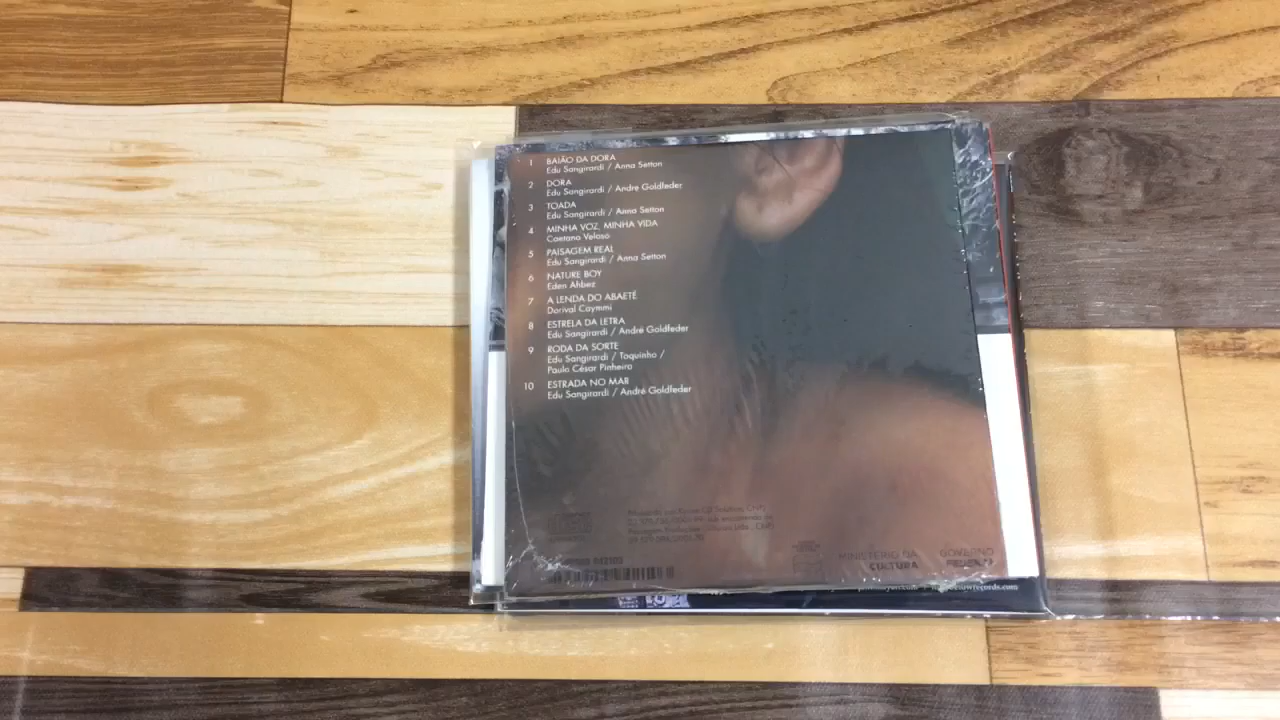 1 BAIÃO DA DORA
Edu Sangirardi / Anna Setton
2 DORA
Edu Sangirardi / Andre Goldfeder
3 TOADA
Edu Sangirardi / Anna Setton
4 MINHA VOZ, MINHA VIDA
Caetano Veloso
5 PAISAGEM REAL
Edu Sangirardi / Anna Setton
6 NATURE BOY
Eden Ahbez
7 A LENDA DO ABAETÉ
Dorival Caymmi
8 ESTRELA DA LETRA
Edu Sangirardi / André Goldfeder
9 RODA DA SORTE
Edu Sangirardi / Toquinho /
Paulo César Pinheiro
10 ESTRADA NO MAR
Edu Sangirardi / André Goldfeder
MINISTÉRIO DA
CULTURA
GOVERNO